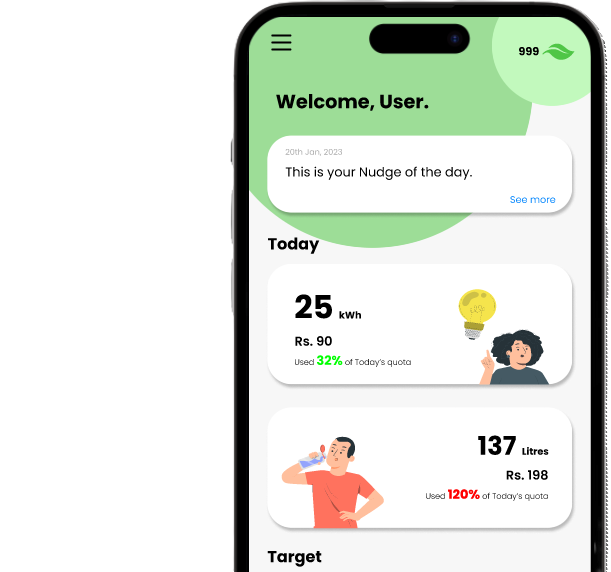 999
Welcome, User.
20th Jan, 2023
This is your Nudge of the day.
See more
Today
25 kWh
Rs. 90
Used 32% of Today's quota
137 Litres
Rs. 198
Used 120% of Today's quota
Target